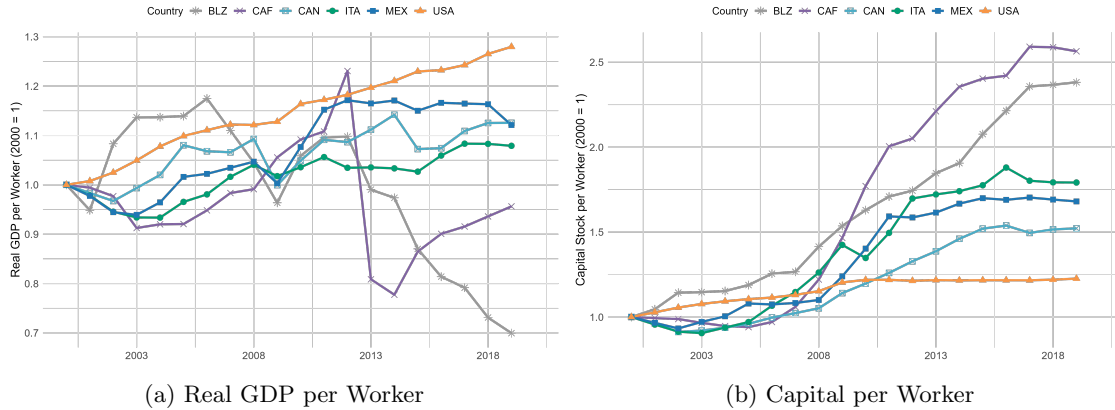 Country BLZ CAF CAN ITA MEX USA
Real GDP per Worker (2000 = 1)
1.3
1.2
1.1
1.0
0.9
0.8
0.7
2003 2008 2013 2018
(a) Real GDP per Worker
Country BLZ CAF CAN ITA MEX USA
Capital Stock per Worker (2000 = 1)
2.5
2.0
1.5
1.0
2003 2008 2013 2018
(b) Capital per Worker